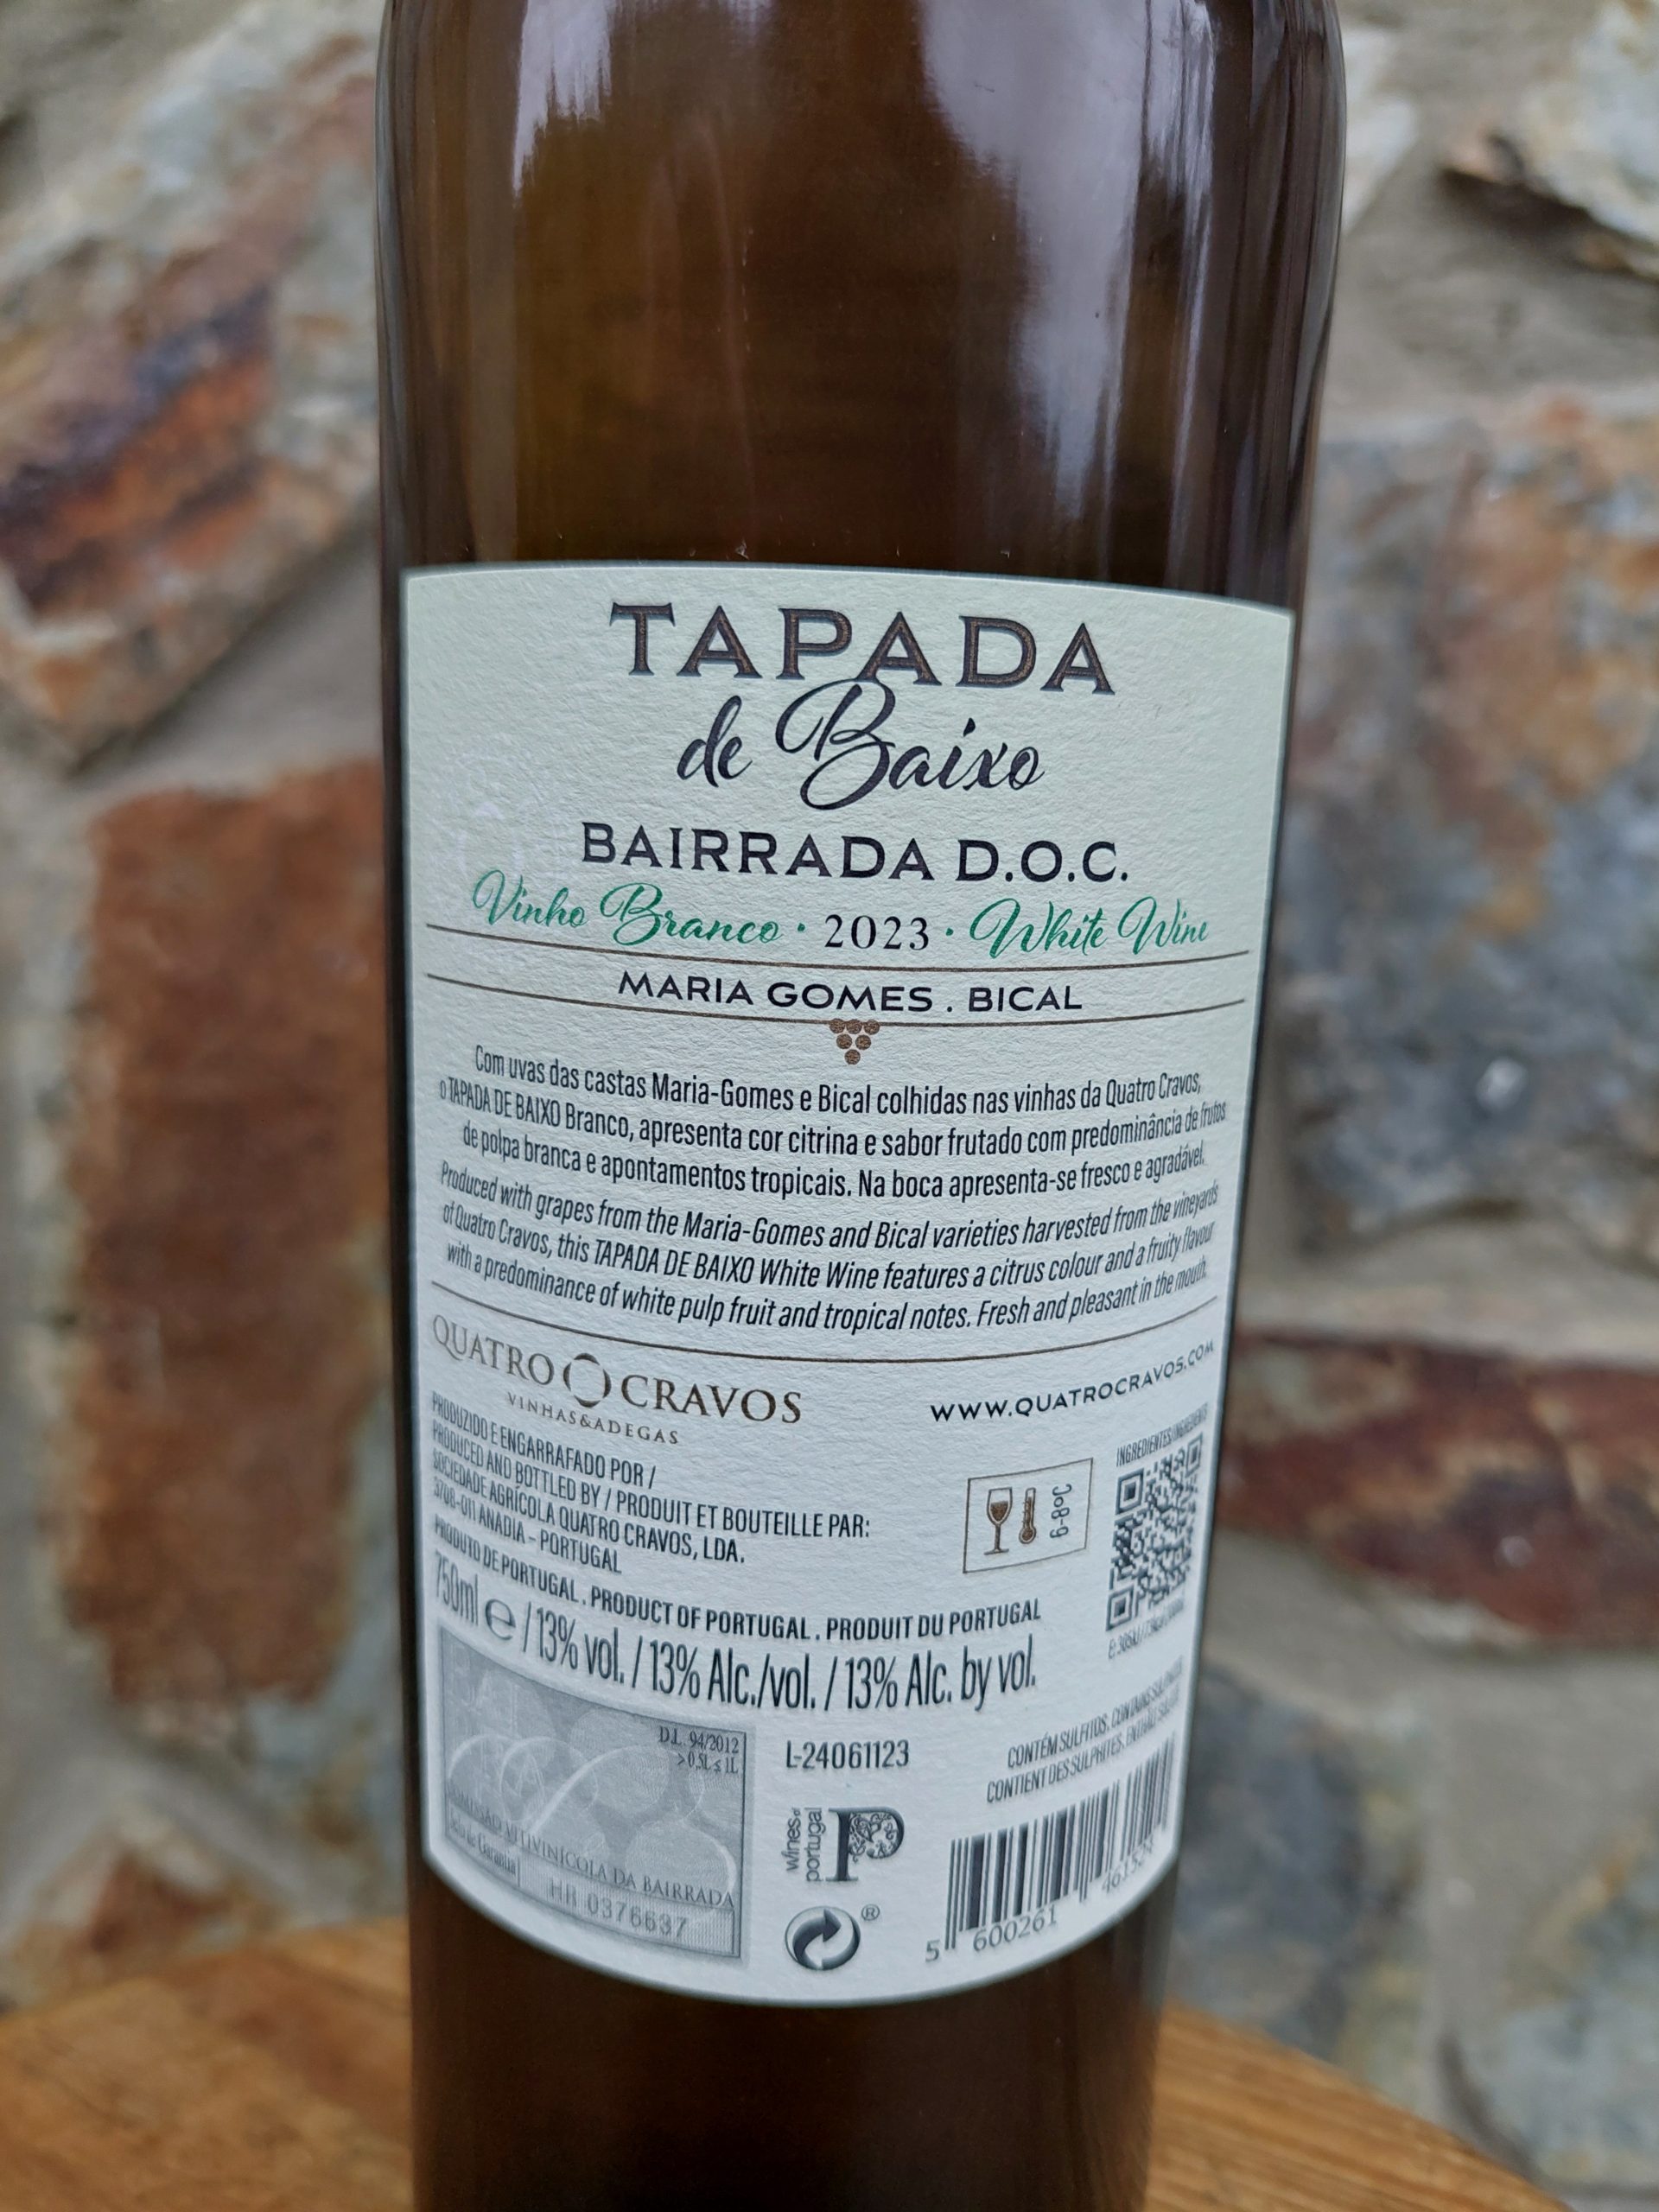 TAPADA
de Baixo
BAIRRADA D.O.C.
Vinho Branco · 2023 · White Wine
MARIA GOMES . BICAL
Com uvas das castas Maria-Gomes e Bical colhidas nas vinhas da Quatro Cravos,
o TAPADA DE BAIXO Branco, apresenta cor citrina e sabor frutado com predominância de frutos
de polpa branca e apontamentos tropicais. Na boca apresenta-se fresco e agradável.
Produced with grapes from the Maria-Gomes and Bical varieties harvested from the vineyards
of Quatro Cravos, this TAPADA DE BAIXO White Wine features a citrus colour and a fruity flavour
with a predominance of white pulp fruit and tropical notes. Fresh and pleasant in the mouth.
QUATRO CRAVOS
VINHAS&ADEGAS
WWW.QUATROCRAVOS.COM
PRODUZIDO E ENGARRAFADO POR /
PRODUCED AND BOTTLED BY / PRODUIT ET BOUTEILLE PAR:
SOCIEDADE AGRÍCOLA QUATRO CRAVOS, LDA.
3780-011 ANADIA - PORTUGAL
PRODUTO DE PORTUGAL . PRODUCT OF PORTUGAL . PRODUIT DU PORTUGAL
6-8ºC
INGREDIENTES/INGREDIENTS
750ml e / 13% vol. / 13% Alc./vol. / 13% Alc. by vol.
D.L. 94/2012
>0,5L ≤ 1L
COMISSÃO VITIVINÍCOLA DA BAIRRADA
Selo de Garantia
HH 0376637
L-24061123
wines of portugal
P
®
CONTÉM SULFITOS. CONTAINS SULPHITES.
CONTIENT DES SULPHITES.
5 600261